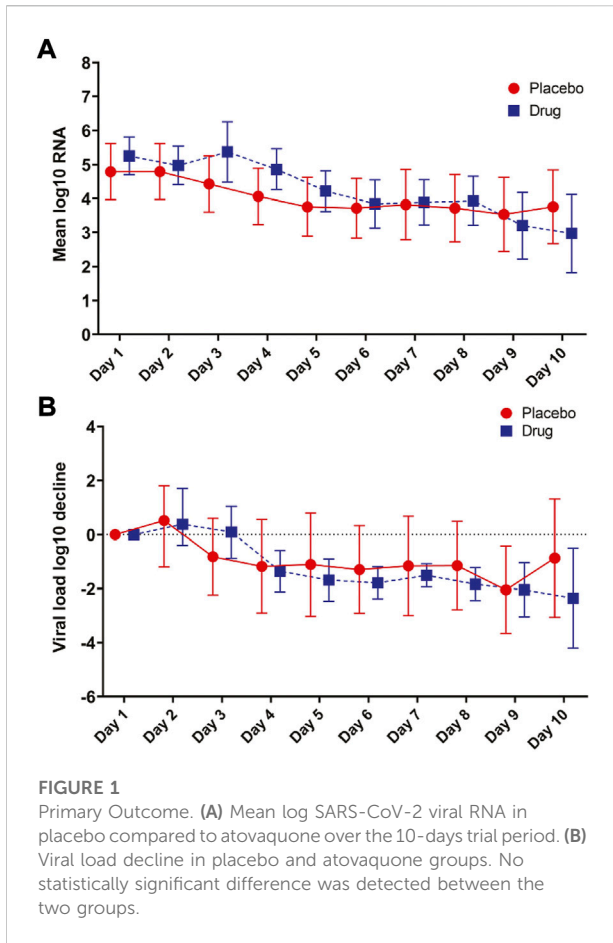 A
Placebo
Drug
Mean log10 RNA
8
7
6
5
4
3
2
1
0
Day 1 Day 2 Day 3 Day 4 Day 5 Day 6 Day 7 Day 8 Day 9 Day 10
B
Placebo
Drug
Viral load log10 decline
4
2
0
-2
-4
-6
Day 1 Day 2 Day 3 Day 4 Day 5 Day 6 Day 7 Day 8 Day 9 Day 10
FIGURE 1
Primary Outcome. (A) Mean log SARS-CoV-2 viral RNA in
placebo compared to atovaquone over the 10-days trial period. (B)
Viral load decline in placebo and atovaquone groups. No
statistically significant difference was detected between the
two groups.